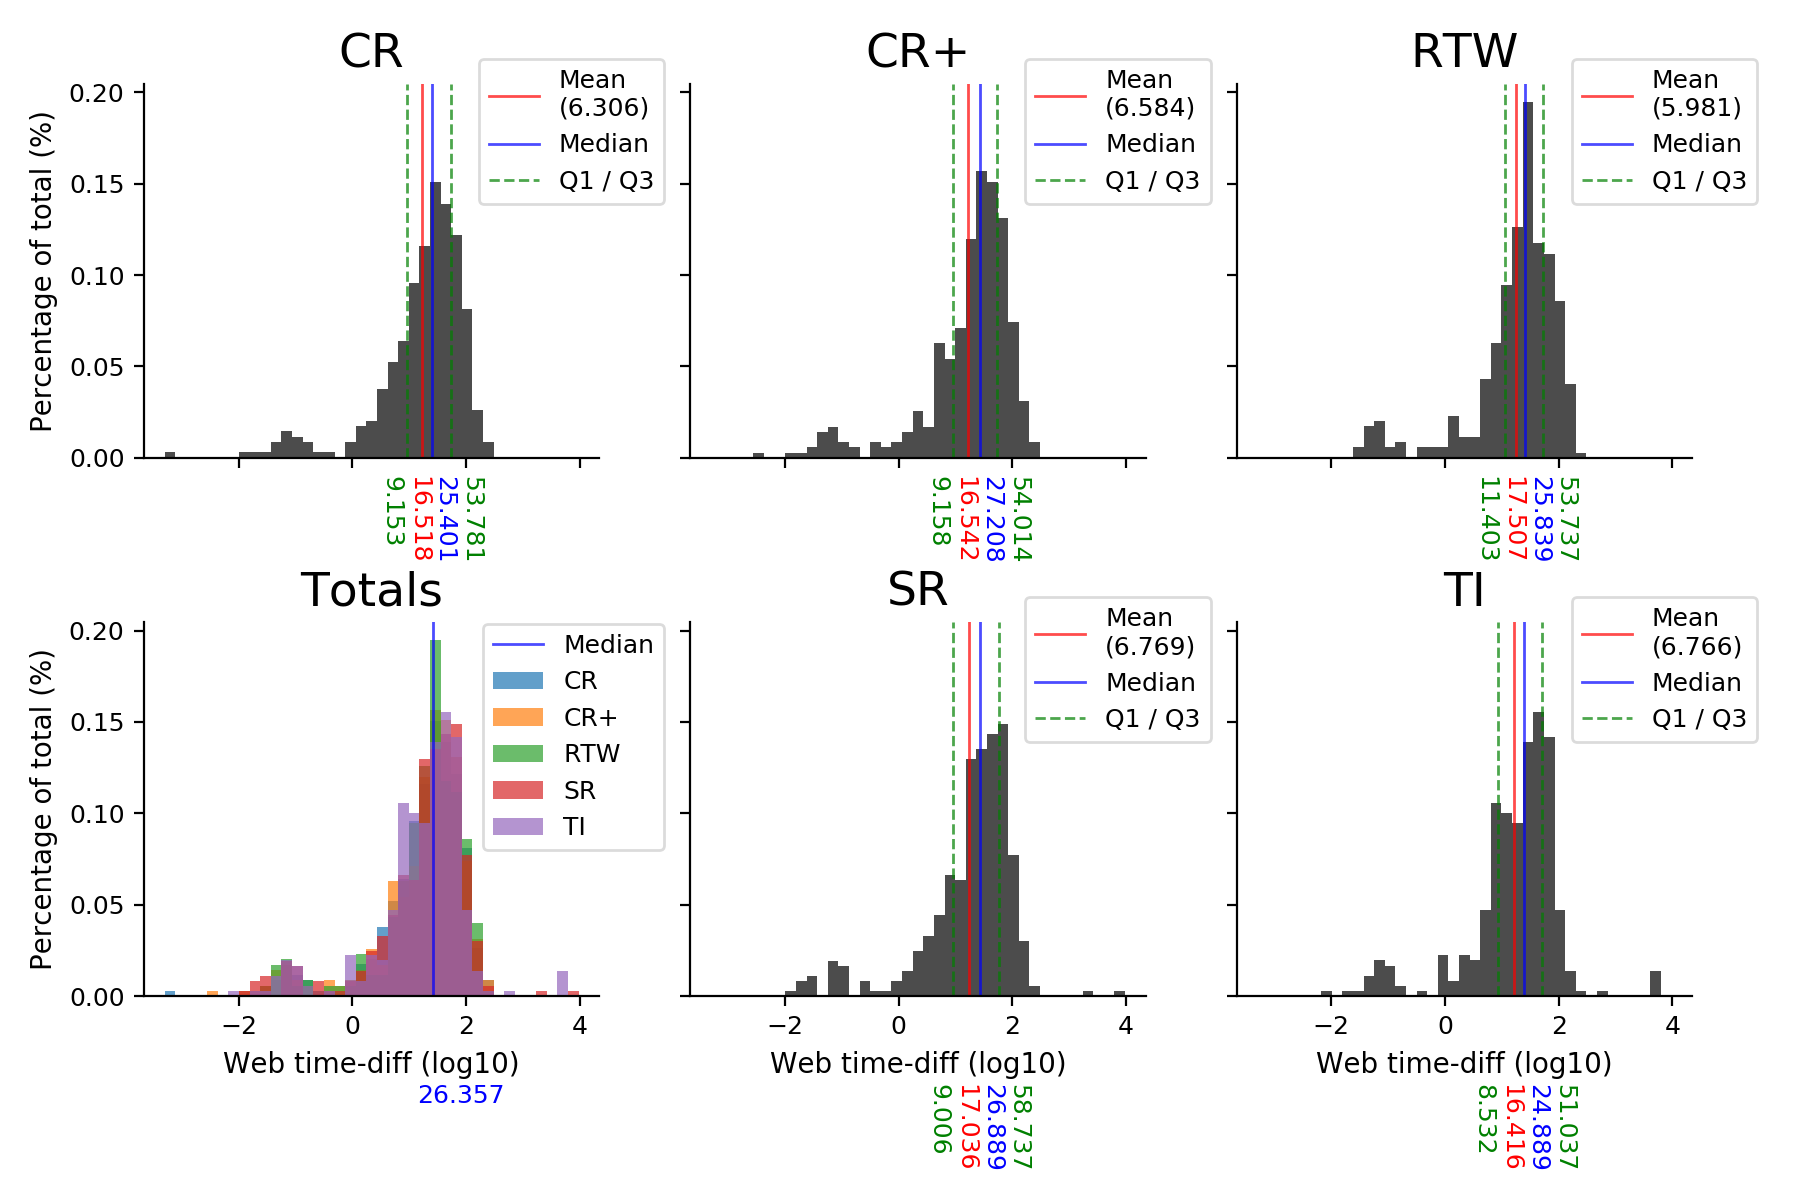 CR
Percentage of total (%)
0.20
0.15
0.10
0.05
0.00
Mean
(6.306)
Median
Q1 / Q3
9.153
16.518
25.401
53.781
CR+
Mean
(6.584)
Median
Q1 / Q3
9.158
16.542
27.208
54.014
RTW
Mean
(5.981)
Median
Q1 / Q3
11.403
17.507
25.839
53.737
Totals
Percentage of total (%)
0.20
0.15
0.10
0.05
0.00
Median
CR
CR+
RTW
SR
TI
−2 0 2 4
Web time-diff (log10)
26.357
SR
Mean
(6.769)
Median
Q1 / Q3
−2 0 2 4
Web time-diff (log10)
9.006
17.036
26.889
58.737
TI
Mean
(6.766)
Median
Q1 / Q3
−2 0 2 4
Web time-diff (log10)
8.532
16.416
24.889
51.037